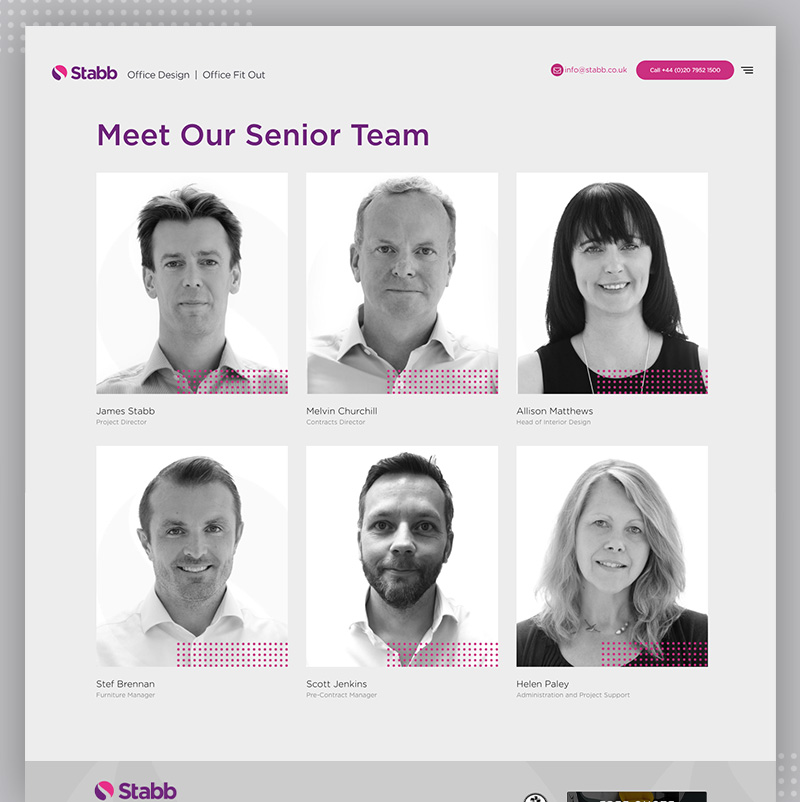 Stabb Office Design | Office Fit Out info@stabb.co.uk Call +44 (0)20 7952 1500
Meet Our Senior Team
James Stabb
Project Director
Melvin Churchill
Contracts Director
Allison Matthews
Head of Interior Design
Stef Brennan
Furniture Manager
Scott Jenkins
Pre-Contract Manager
Helen Paley
Administration and Project Support
Stabb